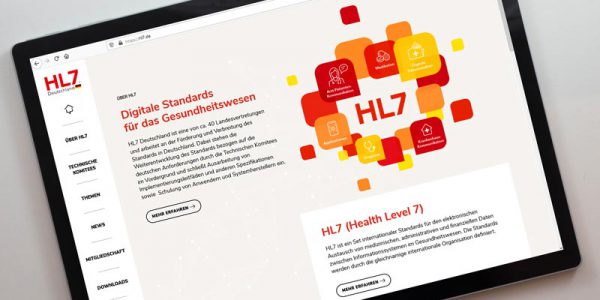 https://hl7.de
HL7
Deutschland
ÜBER HL7
TECHNISCHE
KOMITEES
THEMEN
NEWS
MITGLIEDSCHAFT
DOWNLOADS
ÜBER HL7
Digitale Standards
für das Gesundheitswesen
HL7 Deutschland ist eine von ca. 40 Landesvertretungen
und arbeitet an der Förderung und Verbreitung des
Standards in Deutschland. Dabei stehen die
Weiterentwicklung des Standards bezogen auf die
deutschen Anforderungen durch die Technischen Komitees
im Vordergrund und schließt Ausarbeitung von
Implementierungsleitfäden und anderen Spezifikationen
sowie Schulung von Anwendern und Systemherstellern ein.
MEHR ERFAHREN
HL7
Arzt-Patienten-
Kommunikation
Medikation
Krankenhaus-
Kommunikation
HL7 (Health Level 7)
HL7 ist ein Set internationaler Standards für den elektronischen
Austausch von medizinischen, administrativen und finanziellen Daten
zwischen Informationssystemen im Gesundheitswesen. Die Standards
werden durch die gleichnamige internationale Organisation definiert.
MEHR ERFAHREN